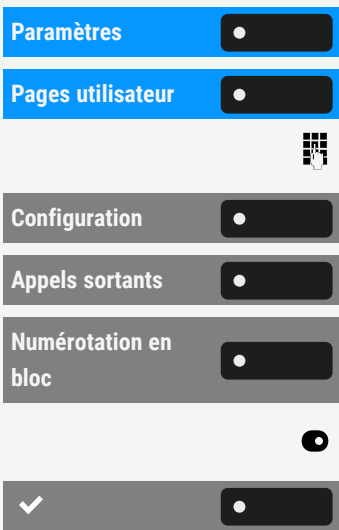 Paramètres
Pages utilisateur
Configuration
Appels sortants
Numérotation en
bloc